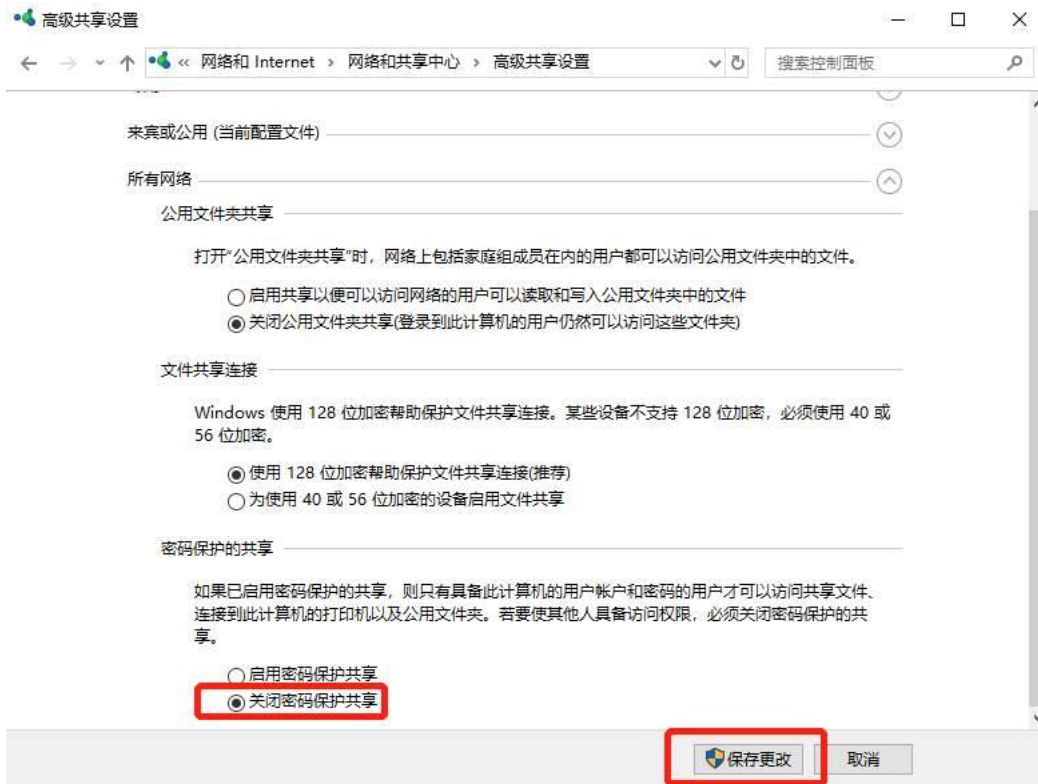 高级共享设置
« 网络和 Internet › 网络和共享中心 › 高级共享设置
搜索控制面板
来宾或公用 (当前配置文件)
所有网络
公用文件夹共享
打开“公用文件夹共享”时，网络上包括家庭组成员在内的用户都可以访问公用文件夹中的文件。
启用共享以便可以访问网络的用户可以读取和写入公用文件夹中的文件
关闭公用文件夹共享(登录到此计算机的用户仍然可以访问这些文件夹)
文件共享连接
Windows 使用 128 位加密帮助保护文件共享连接。某些设备不支持 128 位加密，必须使用 40 或
56 位加密。
使用 128 位加密帮助保护文件共享连接(推荐)
为使用 40 或 56 位加密的设备启用文件共享
密码保护的共享
如果已启用密码保护的共享，则只有具备此计算机的用户帐户和密码的用户才可以访问共享文件、
连接到此计算机的打印机以及公用文件夹。若要使其他人具备访问权限，必须关闭密码保护的共
享。
启用密码保护共享
关闭密码保护共享
保存更改
取消